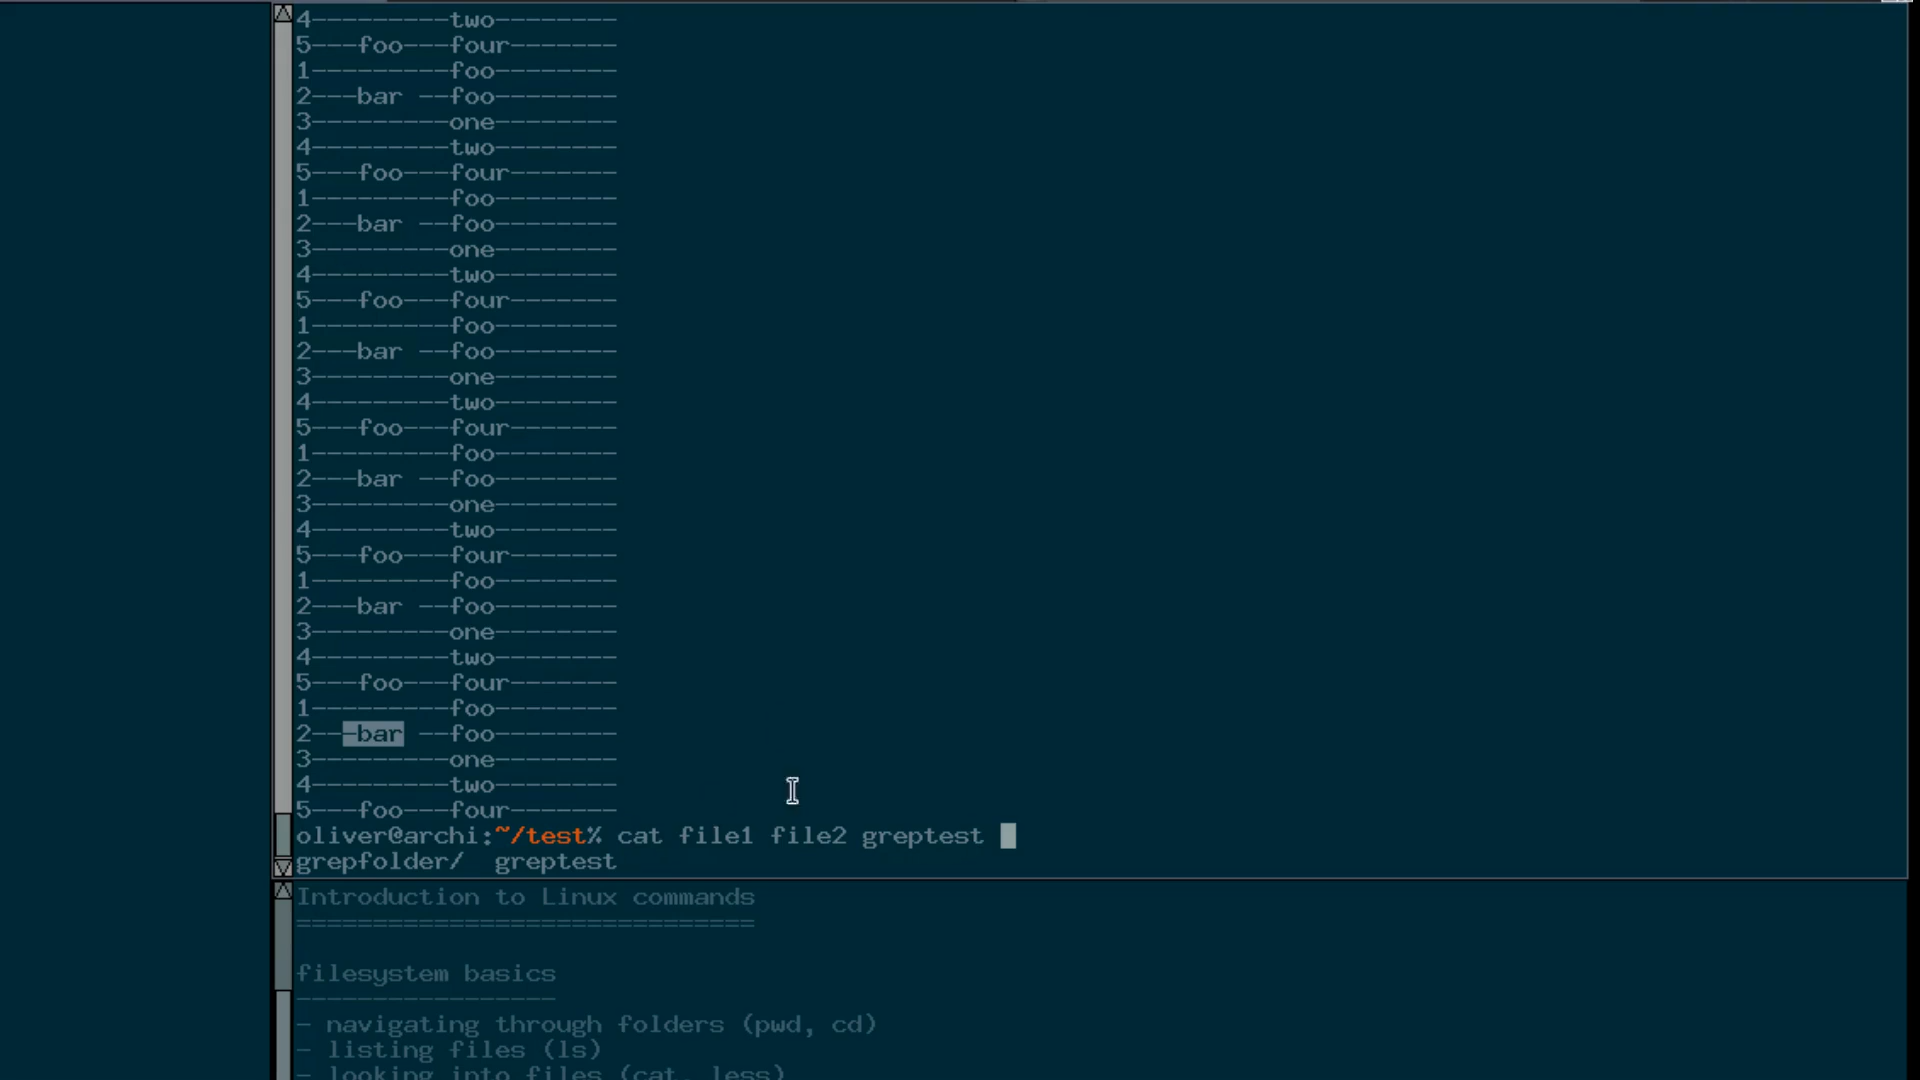 4---------two--------
5---foo---four-------
1---------foo--------
2---bar --foo--------
3---------one--------
4---------two--------
5---foo---four-------
1---------foo--------
2---bar --foo--------
3---------one--------
4---------two--------
5---foo---four-------
1---------foo--------
2---bar --foo--------
3---------one--------
4---------two--------
5---foo---four-------
1---------foo--------
2---bar --foo--------
3---------one--------
4---------two--------
5---foo---four-------
1---------foo--------
2---bar --foo--------
3---------one--------
4---------two--------
5---foo---four-------
1---------foo--------
2---bar --foo--------
3---------one--------
4---------two--------
5---foo---four-------
oliver@archi:~/test% cat file1 file2 greptest
grepfolder/  greptest
Introduction to Linux commands
==============================
filesystem basics
-----------------
- navigating through folders (pwd, cd)
- listing files (ls)
- looking into files (cat, less)